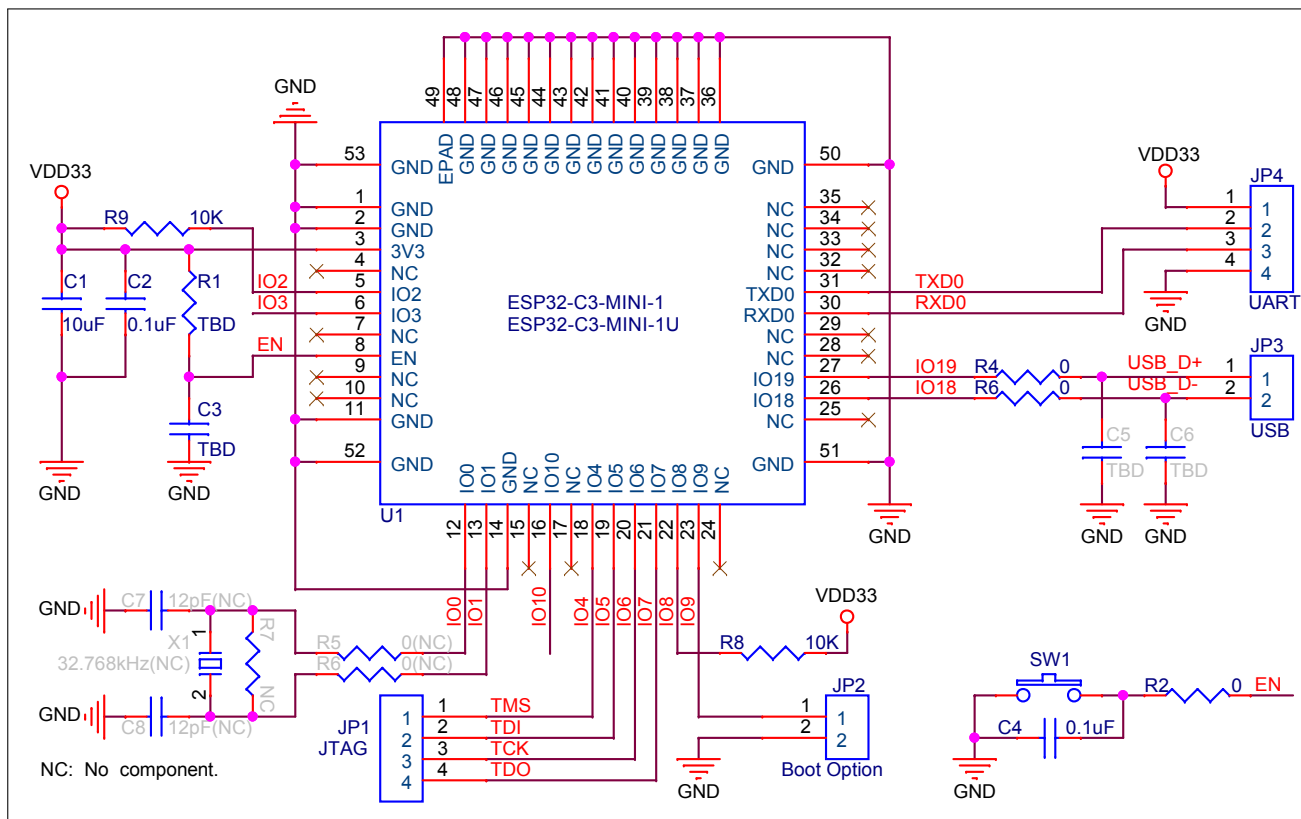 49
48
47
46
45
44
43
42
41
40
39
38
37
36
EPAD
GND
GND
GND
GND
GND
GND
GND
GND
GND
GND
GND
GND
GND
GND
53
GND
50
GND
VDD33
R9
10K
1
GND
2
GND
3
3V3
4
NC
5
IO2
IO2
6
IO3
IO3
7
NC
8
EN
EN
9
NC
10
NC
11
GND
52
GND
C1
10uF
C2
0.1uF
R1
TBD
C3
TBD
GND
GND
ESP32-C3-MINI-1
ESP32-C3-MINI-1U
U1
35
NC
34
NC
33
NC
32
NC
31
TXD0
TXD0
30
RXD0
RXD0
29
NC
28
NC
27
IO19
IO19
26
IO18
IO18
25
NC
51
GND
GND
VDD33
JP4
1 1
2 2
3 3
4 4
UART
GND
R4 0
R6 0
USB_D+
USB_D-
JP3
1 1
2 2
USB
C5
TBD
C6
TBD
GND
GND
IO0
IO1
GND
NC
IO10
NC
IO4
IO5
IO6
IO7
IO8
IO9
NC
12
13
14
15
16
17
18
19
20
21
22
23
24
IO0
IO1
IO10
IO4
IO5
IO6
IO7
IO8
IO9
GND
C7
12pF(NC)
X1
1
2
32.768kHz(NC)
R7
NC
GND
C8
12pF(NC)
R5
0(NC)
R6
0(NC)
NC: No component.
JP1
JTAG
1 1 TMS
2 2 TDI
3 3 TCK
4 4 TDO
VDD33
R8
10K
JP2
1 1
2 2
Boot Option
GND
SW1
R2
0
EN
C4
0.1uF
GND